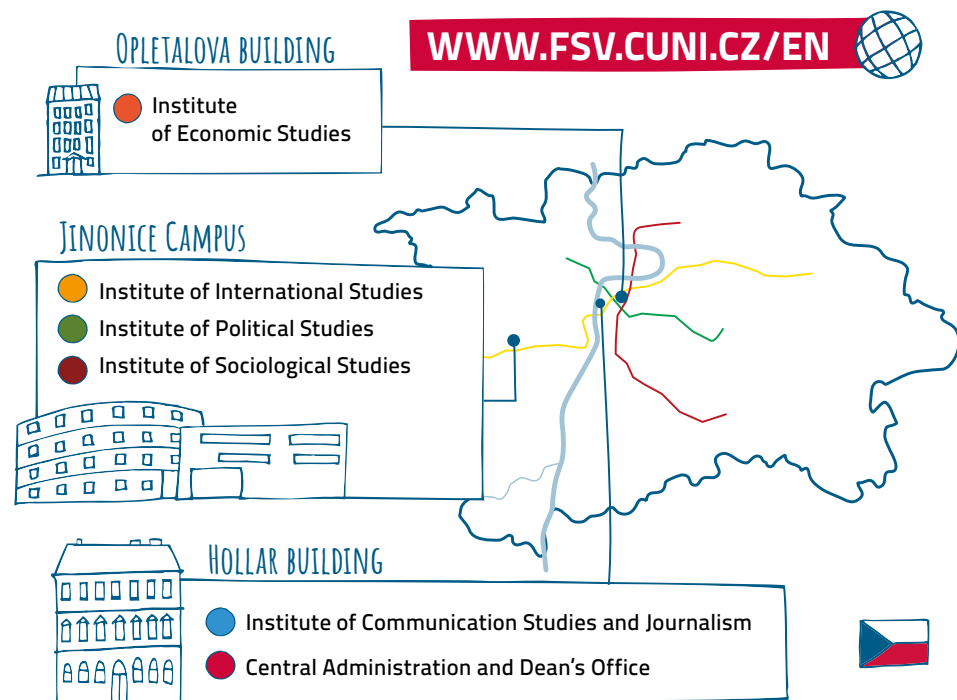 WWW.FSV.CUNI.CZ/EN
OPLETALOVA BUILDING
Institute
of Economic Studies
JINONICE CAMPUS
Institute of International Studies
Institute of Political Studies
Institute of Sociological Studies
HOLLAR BUILDING
Institute of Communication Studies and Journalism
Central Administration and Dean's Office